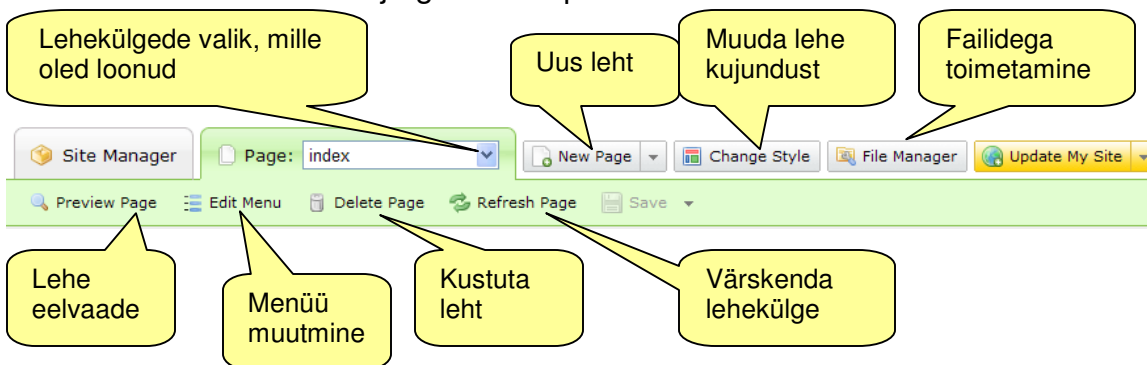 Lehekülgede valik, mille
oled loonud
Uus leht
Muuda lehe
kujundust
Failidega
toimetamine
Site Manager
Page: index
New Page
Change Style
File Manager
Update My Site
Preview Page
Edit Menu
Delete Page
Refresh Page
Save
Lehe
eelvaade
Menüü
muutmine
Kustuta
leht
Värskenda
lehekülge